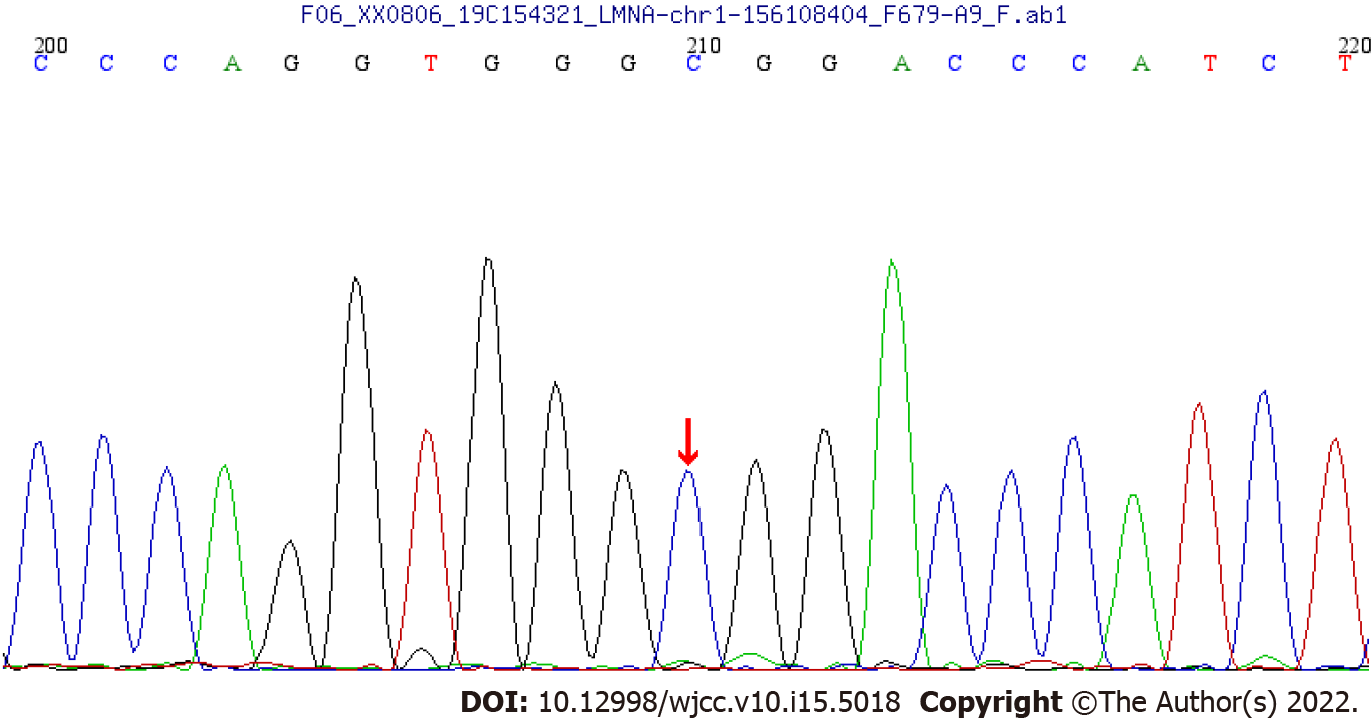 F06_XX0806_19C154321_LMNA-chr1-156108404_F679-A9_F.ab1
200 210 220
C C C A G G T G G G C G G A C C C A T C T
DOI: 10.12998/wjcc.v10.i15.5018 Copyright ©The Author(s) 2022.